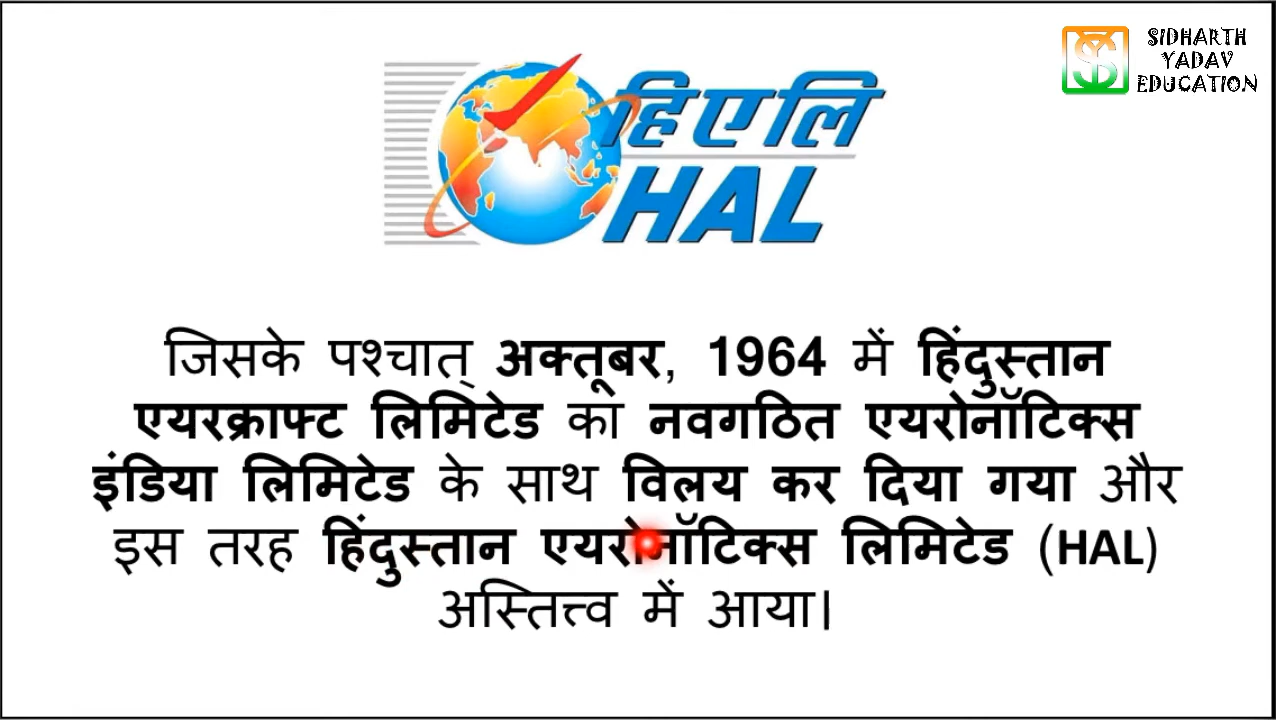 SIDHARTH
YADAV
EDUCATION
हिएलि
HAL
जिसके पश्चात् अक्तूबर, 1964 में हिंदुस्तान
एयरक्राफ्ट लिमिटेड का नवगठित एयरोनॉटिक्स
इंडिया लिमिटेड के साथ विलय कर दिया गया और
इस तरह हिंदुस्तान एयरोनॉटिक्स लिमिटेड (HAL)
अस्तित्त्व में आया।